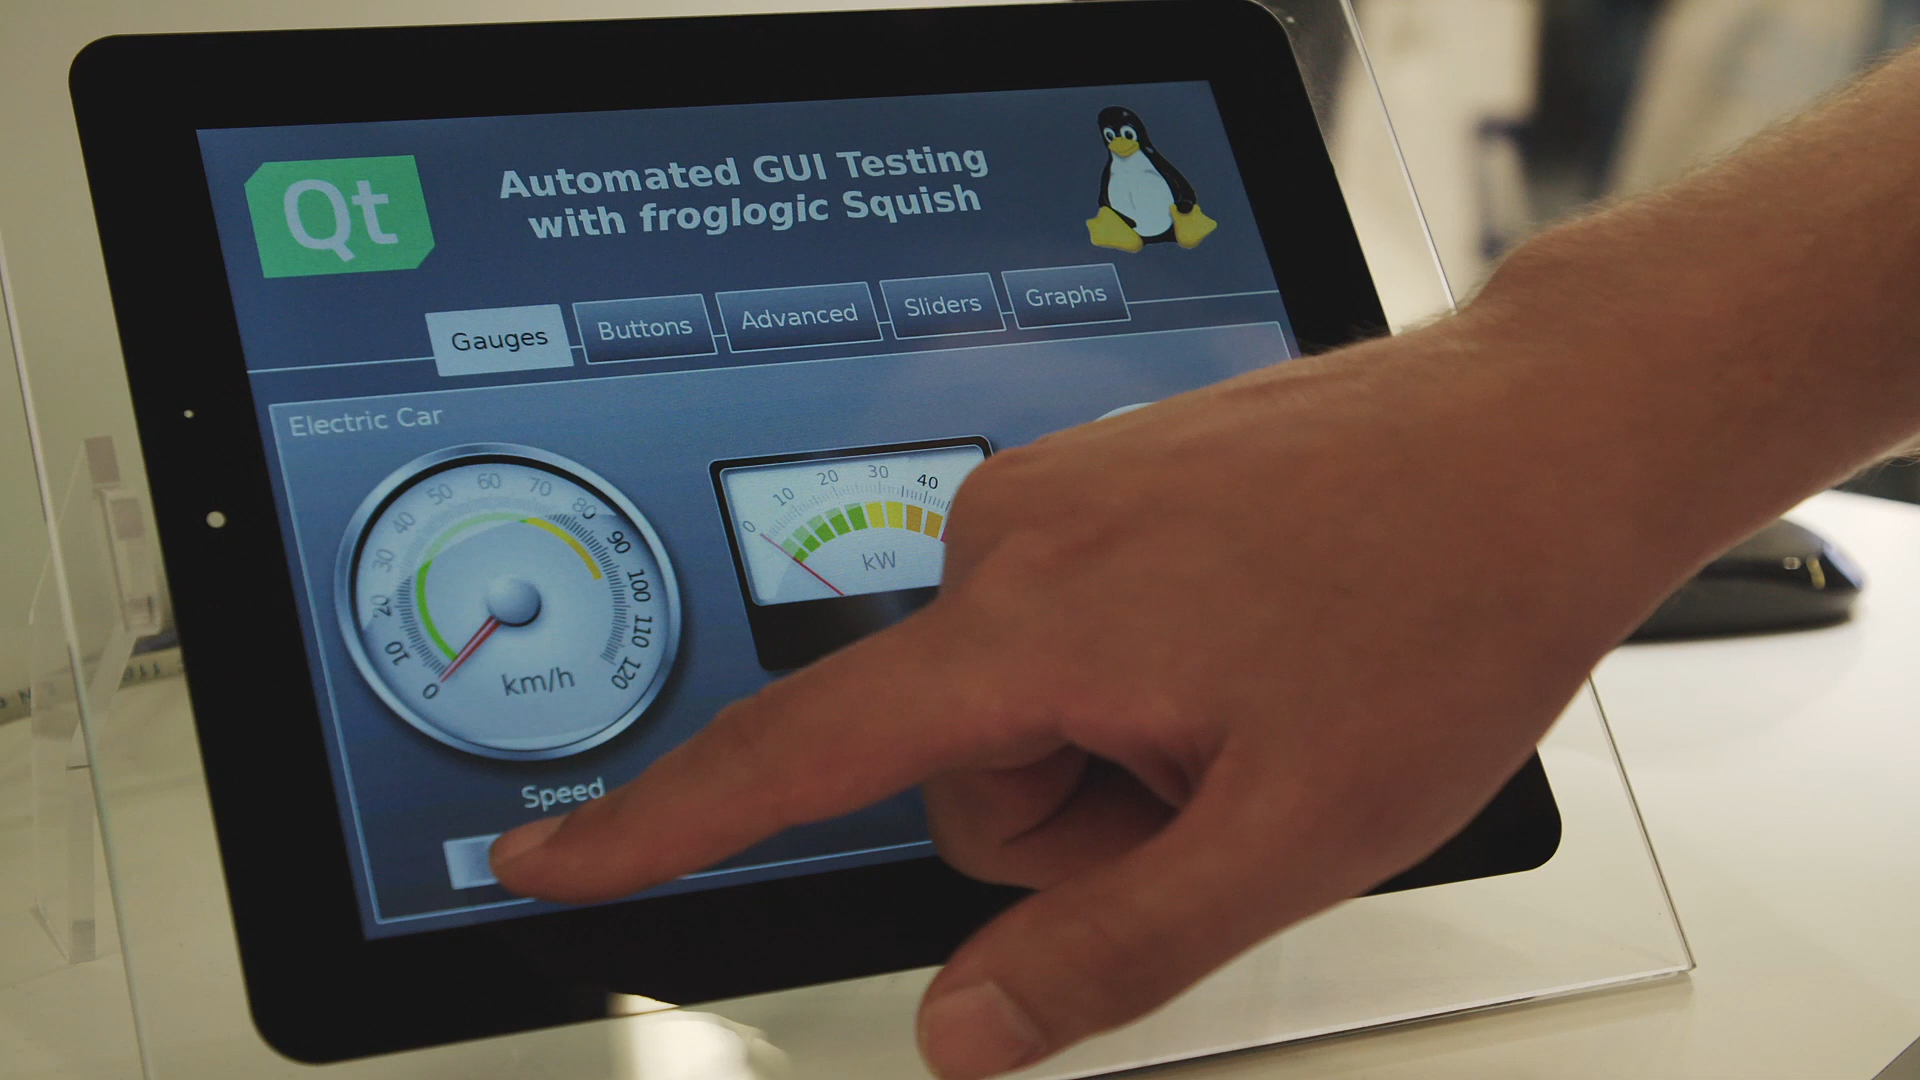 Qt
Automated GUI Testing
with froglogic Squish
Gauges
Buttons
Advanced
Sliders
Graphs
Electric Car
0
10
20
30
40
50
60
70
80
90
100
110
120
km/h
0
10
20
30
40
kW
Speed